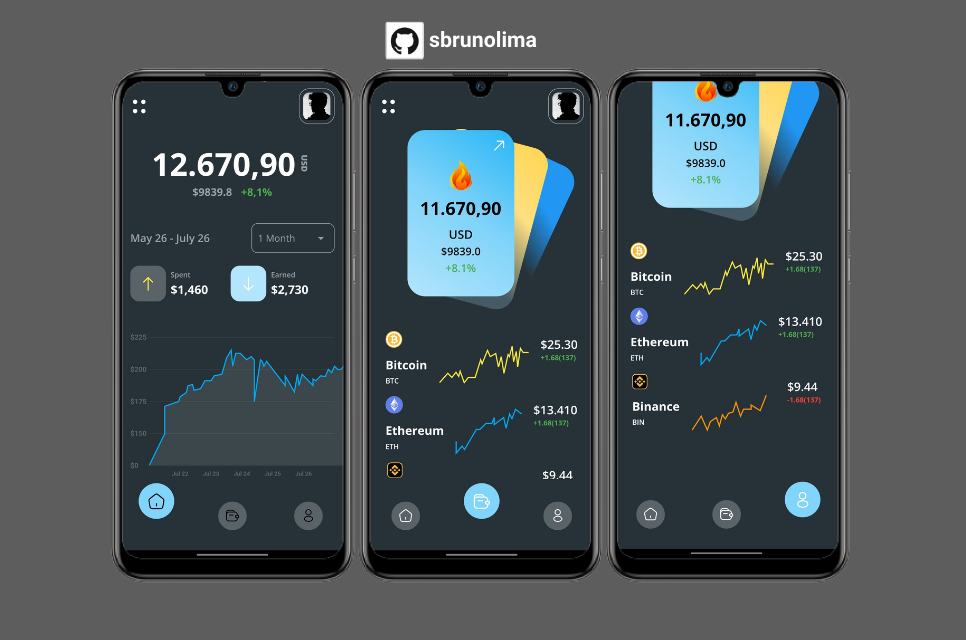 sbrunolima
12.670,90 USD
$9839.8 +8,1%
May 26 - July 26
1 Month
Spent
$1,460
Earned
$2,730
$225
$200
$175
$150
$0
Jul 22 Jul 23 Jul 24 Jul 25 Jul 26
11.670,90
USD
$9839.0
+8.1%
Bitcoin
BTC
$25.30
+1.68(137)
Ethereum
ETH
$13.410
+1.68(137)
$9.44
11.670,90
USD
$9839.0
+8.1%
Bitcoin
BTC
$25.30
+1.68(137)
Ethereum
ETH
$13.410
+1.68(137)
Binance
BIN
$9.44
-1.68(137)